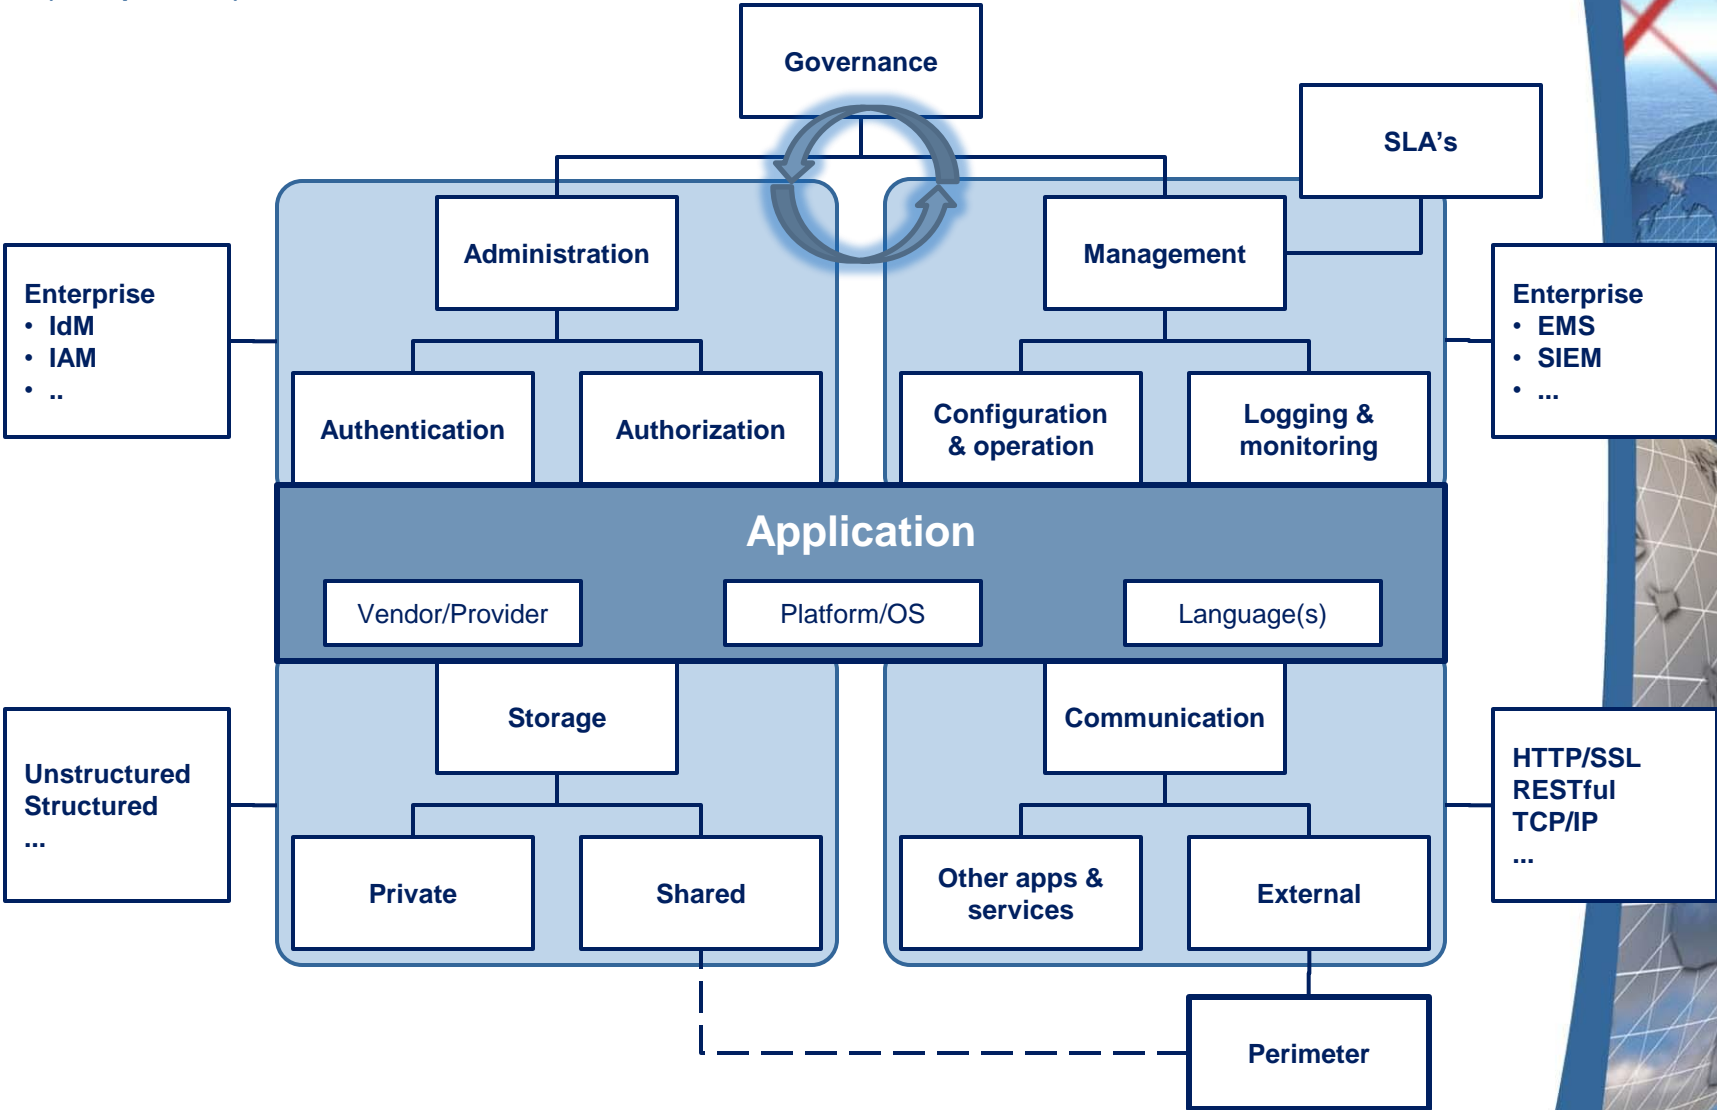 Governance
SLA's
Administration
Management
Enterprise
• IdM
• IAM
• ..
Enterprise
• EMS
• SIEM
• ...
Authentication
Authorization
Configuration
& operation
Logging &
monitoring
Application
Vendor/Provider
Platform/OS
Language(s)
Storage
Communication
Unstructured
Structured
...
HTTP/SSL
RESTful
TCP/IP
...
Private
Shared
Other apps &
services
External
Perimeter